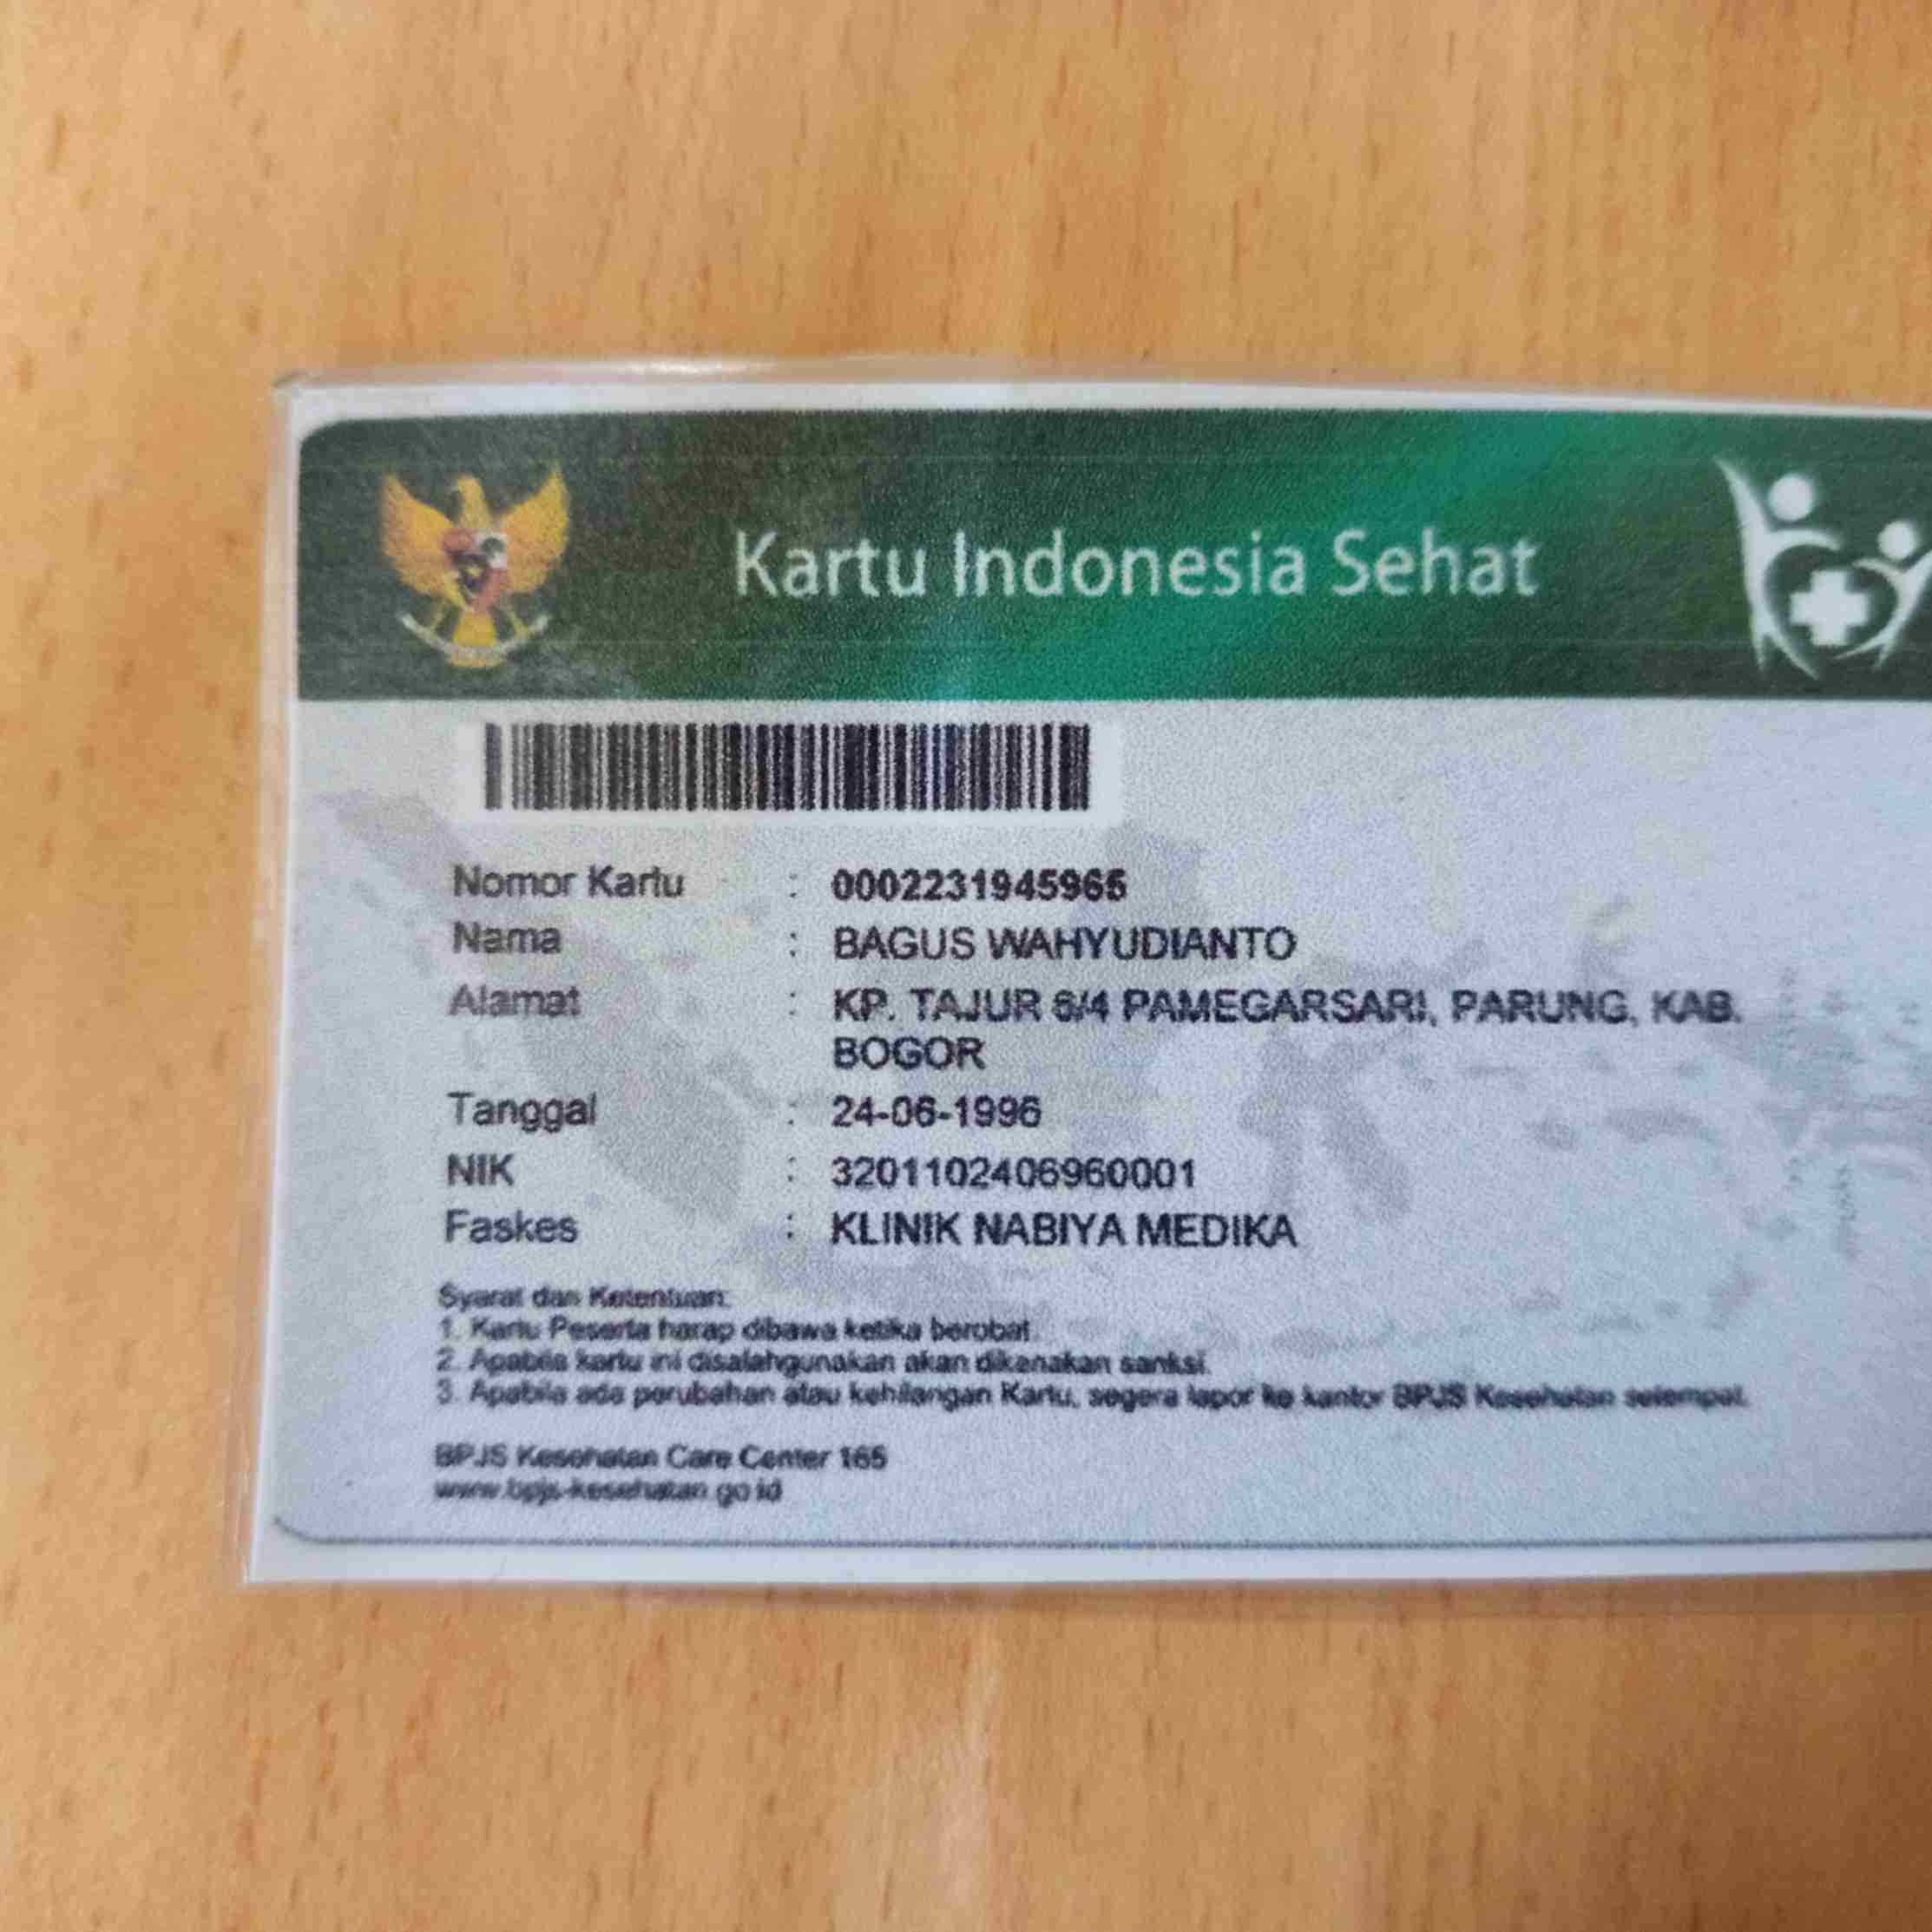 Kartu Indonesia Sehat
Nomor Kartu : 0002231945965
Nama : BAGUS WAHYUDIANTO
Alamat : KP. TAJUR 6/4 PAMEGARSARI, PARUNG, KAB.
BOGOR
Tanggal : 24-06-1996
NIK : 3201102406960001
Faskes : KLINIK NABIYA MEDIKA
Syarat dan Ketentuan:
1. Kartu Peserta harap dibawa ketika berobat.
2. Apabila kartu ini disalahgunakan akan dikenakan sanksi.
3. Apabila ada perubahan atau kehilangan Kartu, segera lapor ke kantor BPJS Kesehatan setempat.
BPJS Kesehatan Care Center 165
www.bpjs-kesehatan.go.id